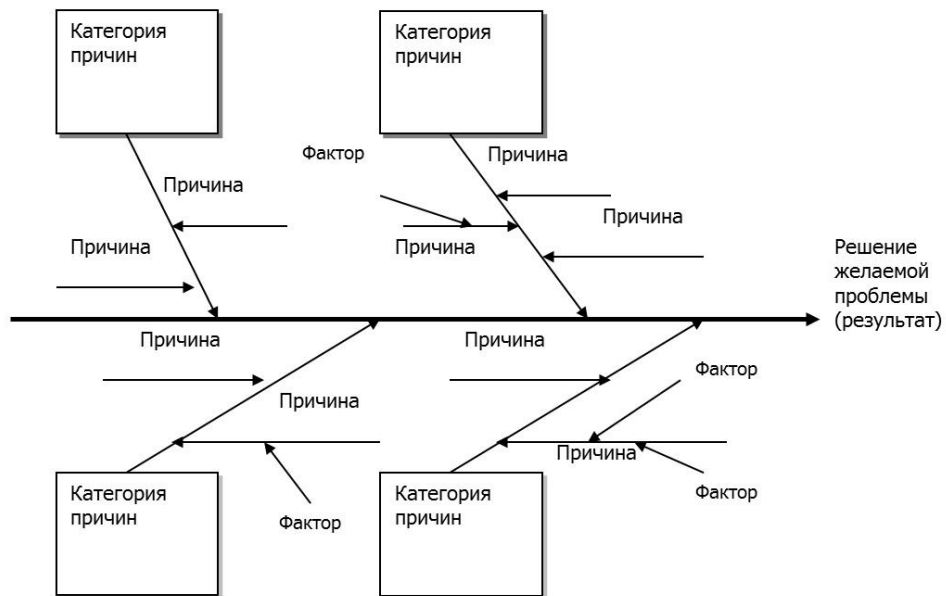 Категория
причин
Категория
причин
Фактор
Причина
Причина
Причина
Причина
Причина
Решение
желаемой
проблемы
(результат)
Причина
Причина
Фактор
Причина
Причина
Категория
причин
Фактор
Категория
причин
Фактор